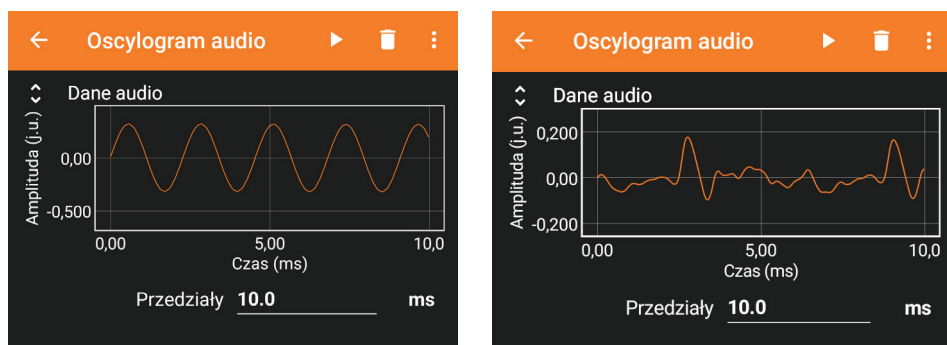 Oscylogram audio
Dane audio
Amplituda (j.u.)
0,00
-0,500
0,00 5,00 10,0
Czas (ms)
Przedziały 10.0 ms
Oscylogram audio
Dane audio
Amplituda (j.u.)
0,200
0,00
-0,200
0,00 5,00 10,0
Czas (ms)
Przedziały 10.0 ms